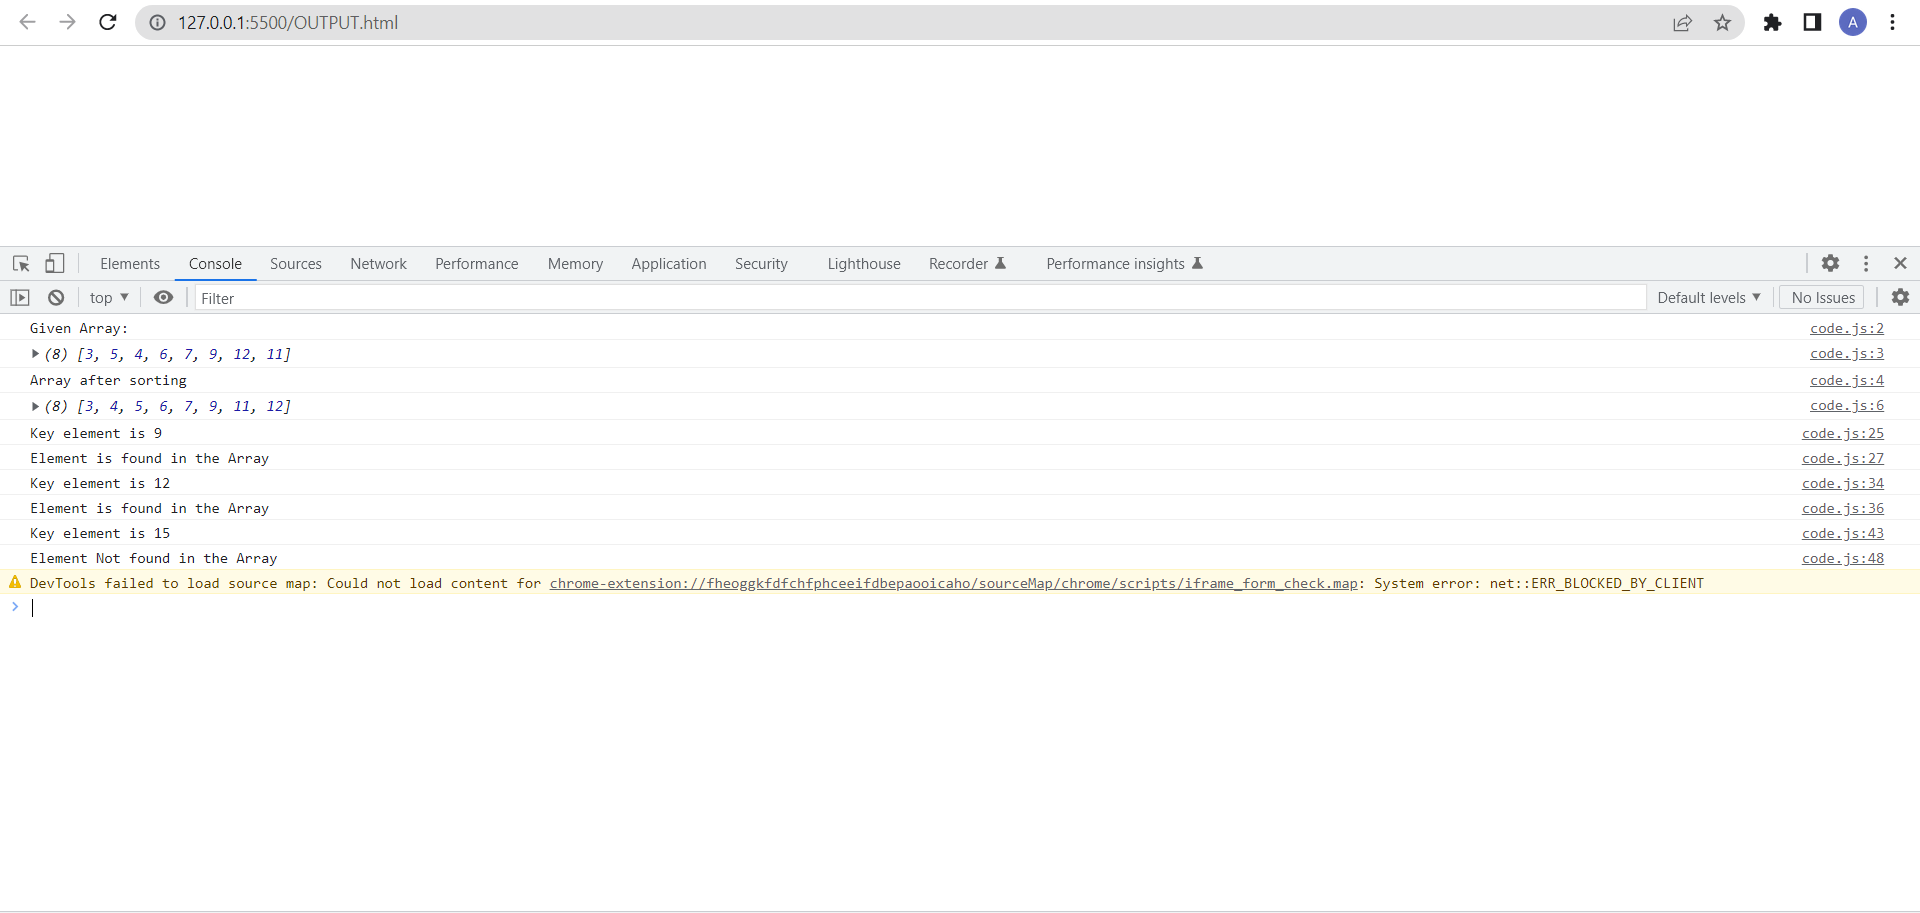 127.0.0.1:5500/OUTPUT.html
A
Elements Console Sources Network Performance Memory Application Security Lighthouse Recorder Performance insights
top Filter Default levels No Issues
Given Array: code.js:2
(8) [3, 5, 4, 6, 7, 9, 12, 11] code.js:3
Array after sorting code.js:4
(8) [3, 4, 5, 6, 7, 9, 11, 12] code.js:6
Key element is 9 code.js:25
Element is found in the Array code.js:27
Key element is 12 code.js:34
Element is found in the Array code.js:36
Key element is 15 code.js:43
Element Not found in the Array code.js:48
DevTools failed to load source map: Could not load content for chrome-extension://fheoggkfdfchfphceeifdbepaooicaho/sourceMap/chrome/scripts/iframe_form_check.map: System error: net::ERR_BLOCKED_BY_CLIENT